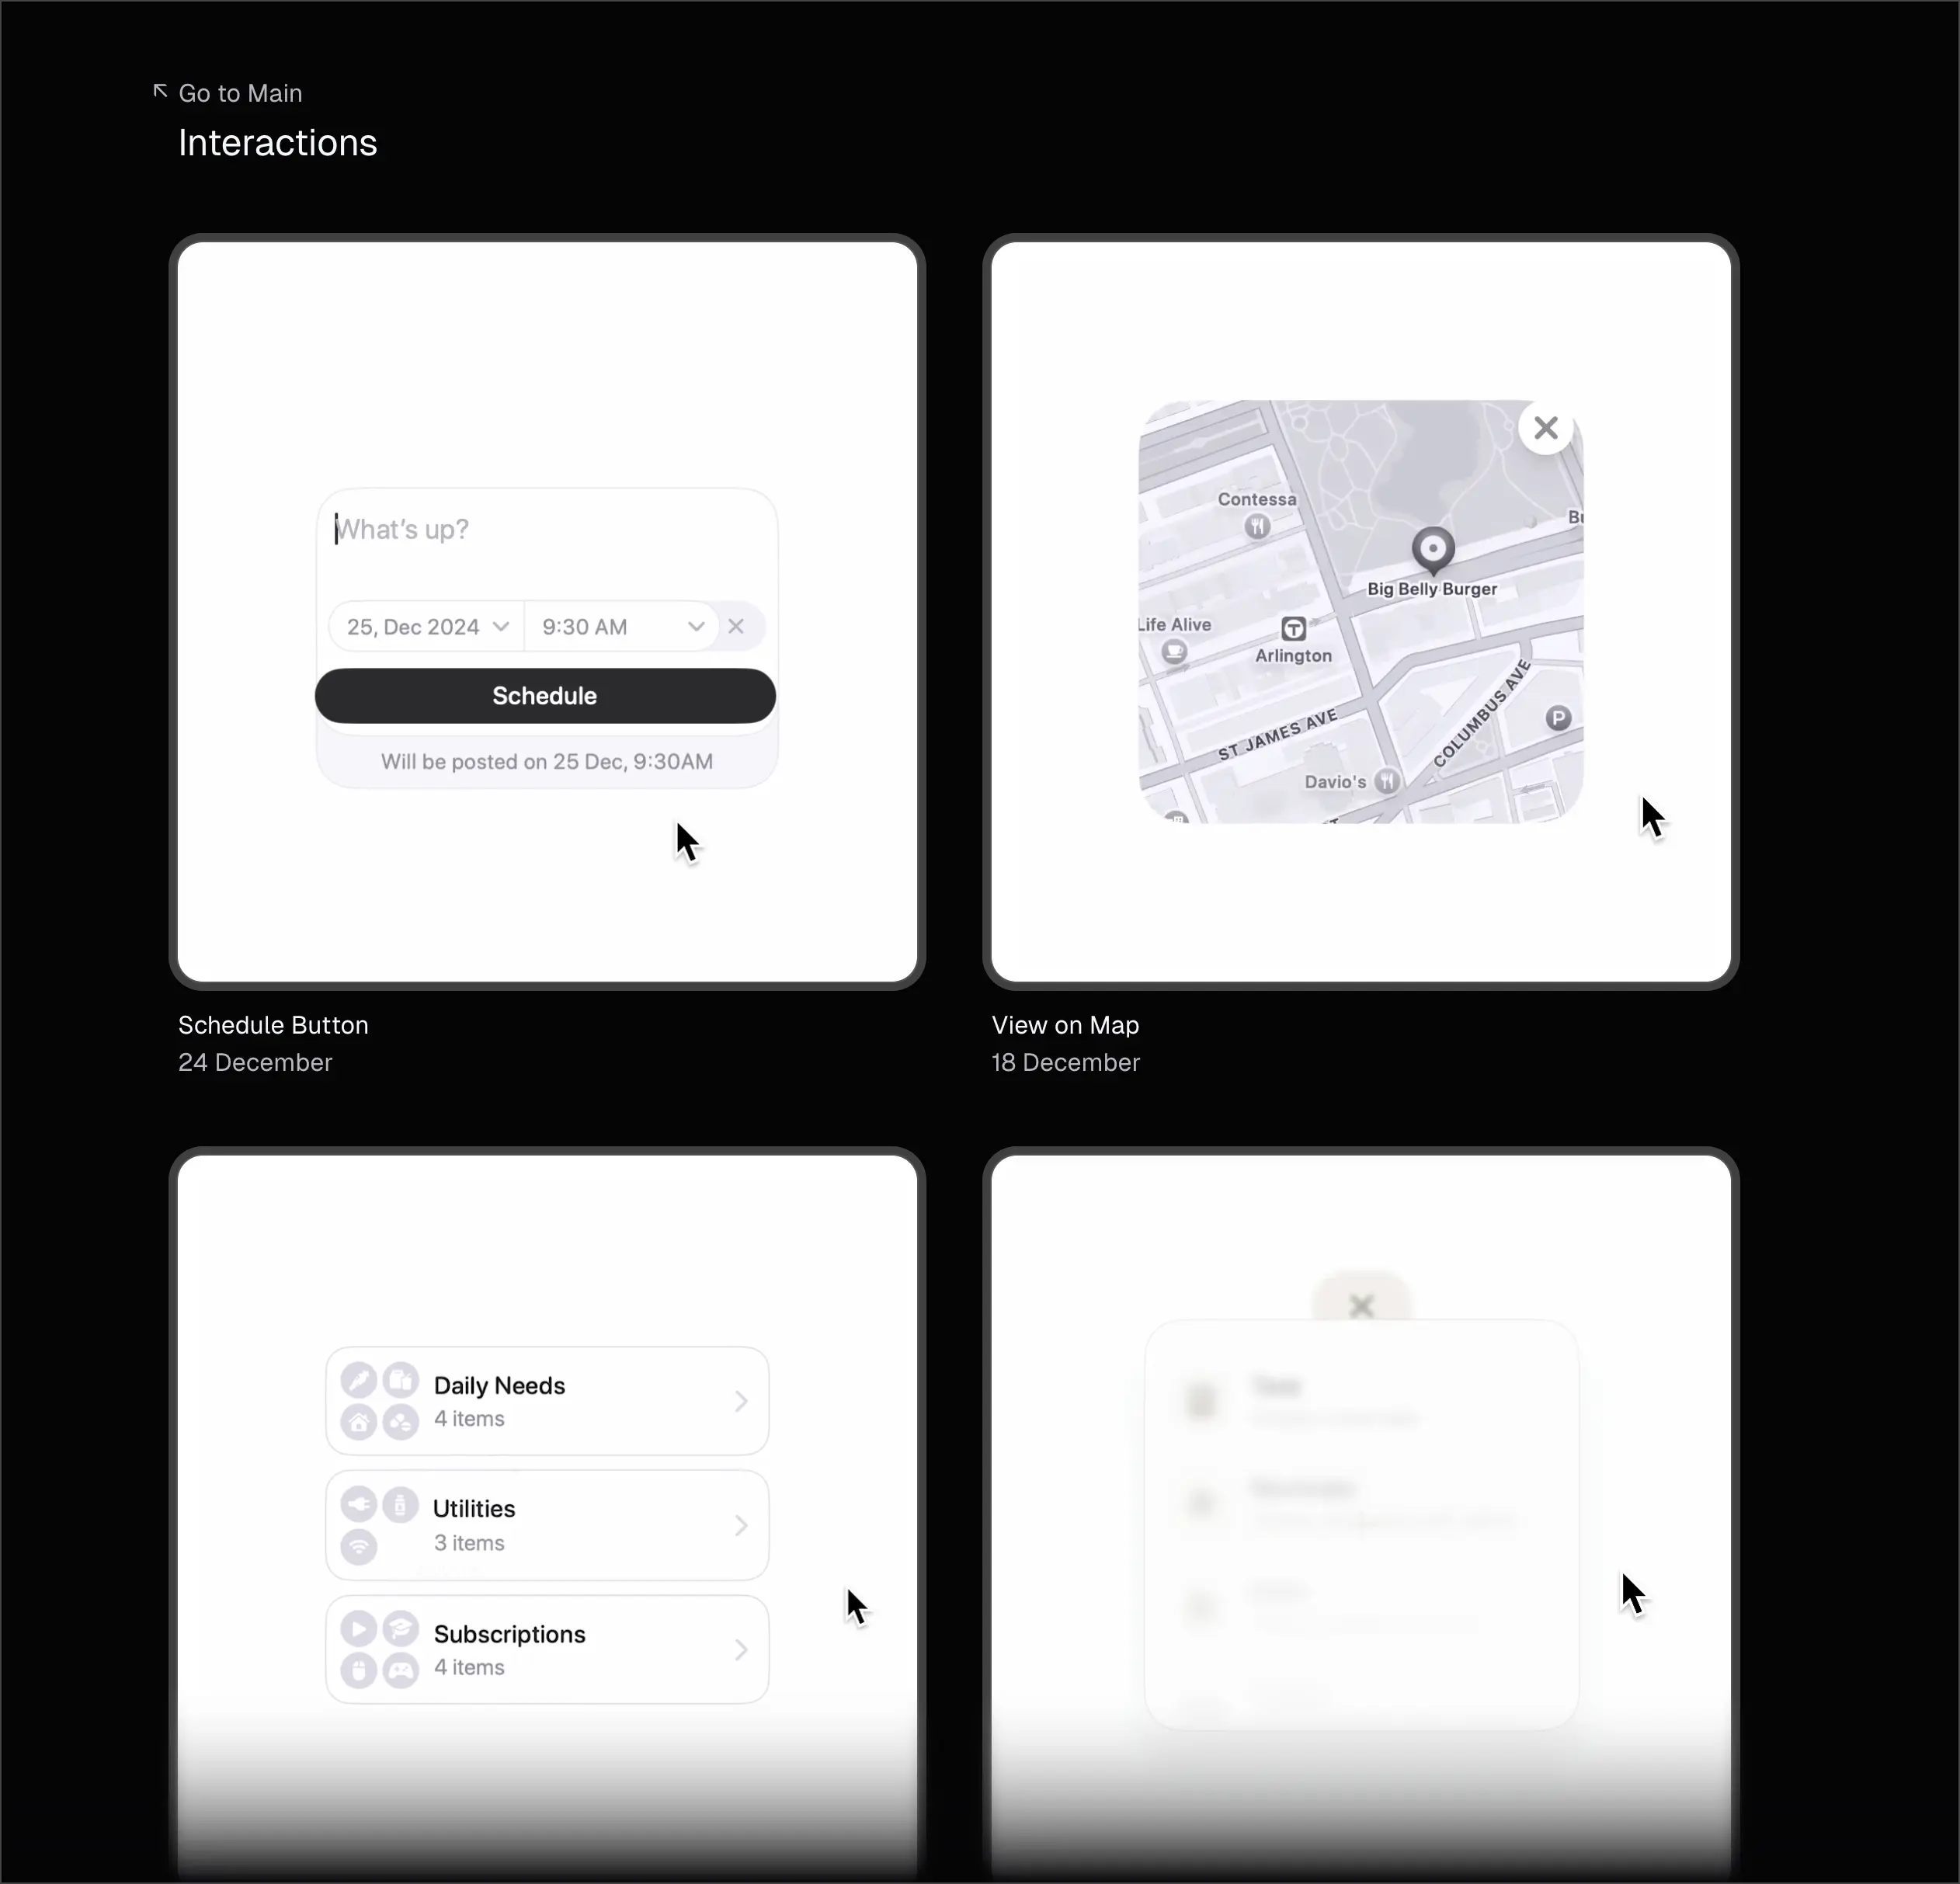 Go to Main
Interactions
What's up?
25, Dec 2024
9:30 AM
Schedule
Will be posted on 25 Dec, 9:30AM
Contessa
Big Belly Burger
Life Alive
Arlington
ST JAMES AVE
COLUMBUS AVE
P
Davio's
Schedule Button
24 December
View on Map
18 December
Daily Needs
4 items
Utilities
3 items
Subscriptions
4 items